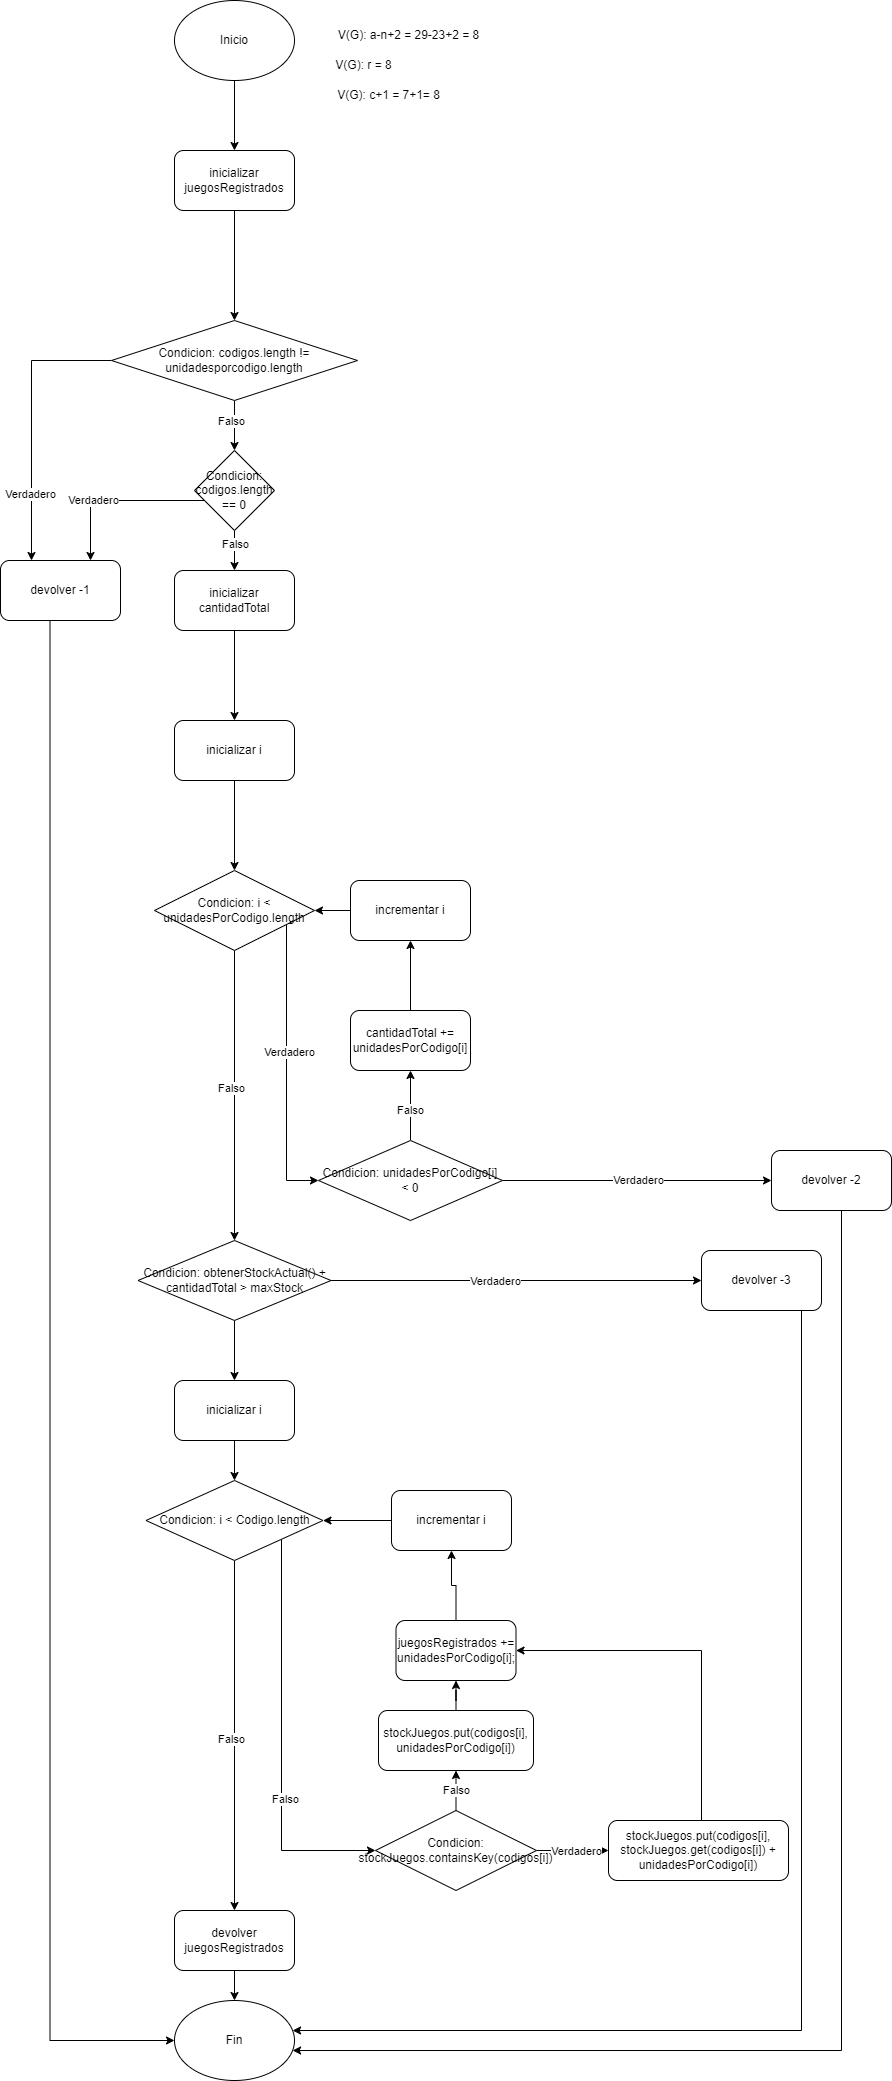 Inicio
V(G): a-n+2 = 29-23+2 = 8
V(G): r = 8
V(G): c+1 = 7+1= 8
inicializar
juegosRegistrados
Condicion: codigos.length !=
unidadesporcodigo.length
Falso
Verdadero
Condicion:
codigos.length
== 0
Verdadero
Falso
devolver -1
inicializar
cantidadTotal
inicializar i
Condicion: i <
unidadesPorCodigo.length
incrementar i
cantidadTotal +=
unidadesPorCodigo[i]
Verdadero
Falso
Falso
Condicion: unidadesPorCodigo[i]
< 0
Verdadero
devolver -2
Condicion: obtenerStockActual() +
cantidadTotal > maxStock
Verdadero
devolver -3
inicializar i
Condicion: i < Codigo.length
incrementar i
juegosRegistrados +=
unidadesPorCodigo[i];
stockJuegos.put(codigos[i],
unidadesPorCodigo[i])
Falso
Falso
Falso
Condicion:
stockJuegos.containsKey(codigos[i])
Verdadero
stockJuegos.put(codigos[i],
stockJuegos.get(codigos[i]) +
unidadesPorCodigo[i])
devolver
juegosRegistrados
Fin